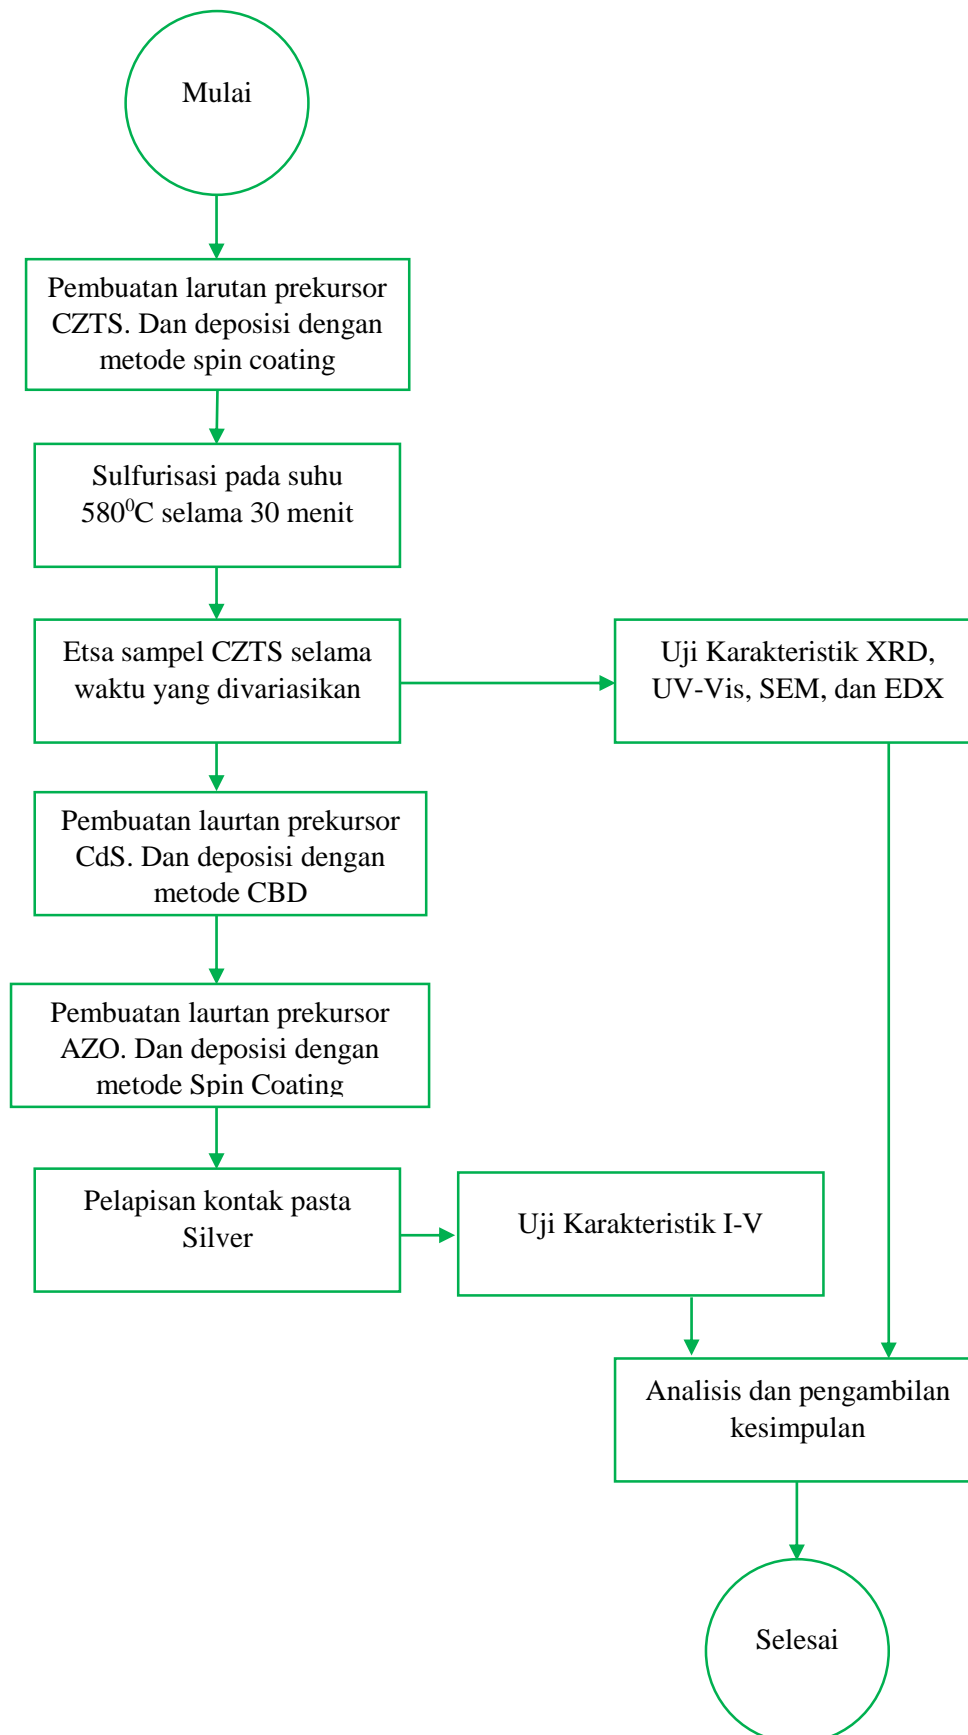 Mulai
Pembuatan larutan prekursor
CZTS. Dan deposisi dengan
metode spin coating
Sulfurisasi pada suhu
580⁰C selama 30 menit
Etsa sampel CZTS selama
waktu yang divariasikan
Uji Karakteristik XRD,
UV-Vis, SEM, dan EDX
Pembuatan laurtan prekursor
CdS. Dan deposisi dengan
metode CBD
Pembuatan laurtan prekursor
AZO. Dan deposisi dengan
metode Spin Coating
Pelapisan kontak pasta
Silver
Uji Karakteristik I-V
Analisis dan pengambilan
kesimpulan
Selesai